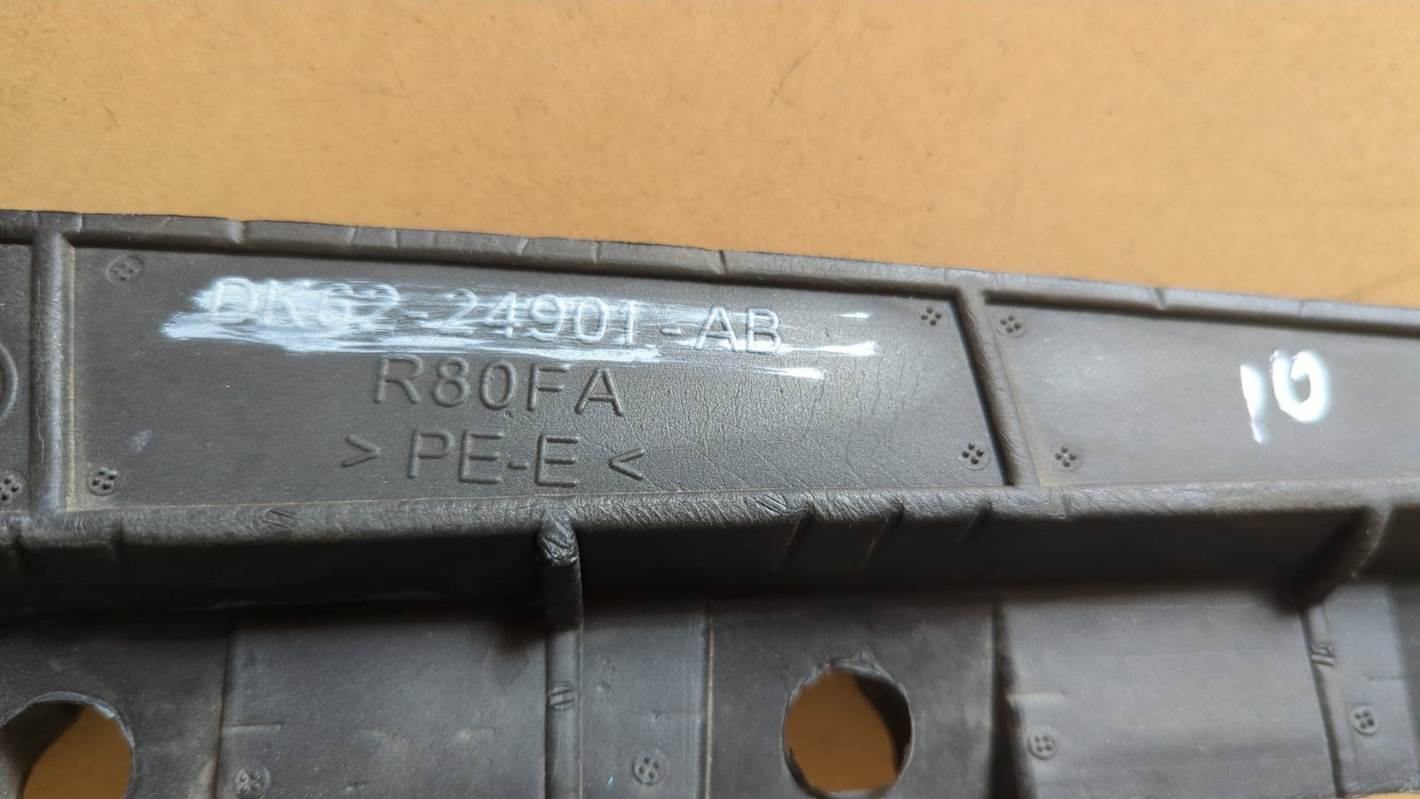 DK62-24901-AB
R80FA
> PE-E <
10